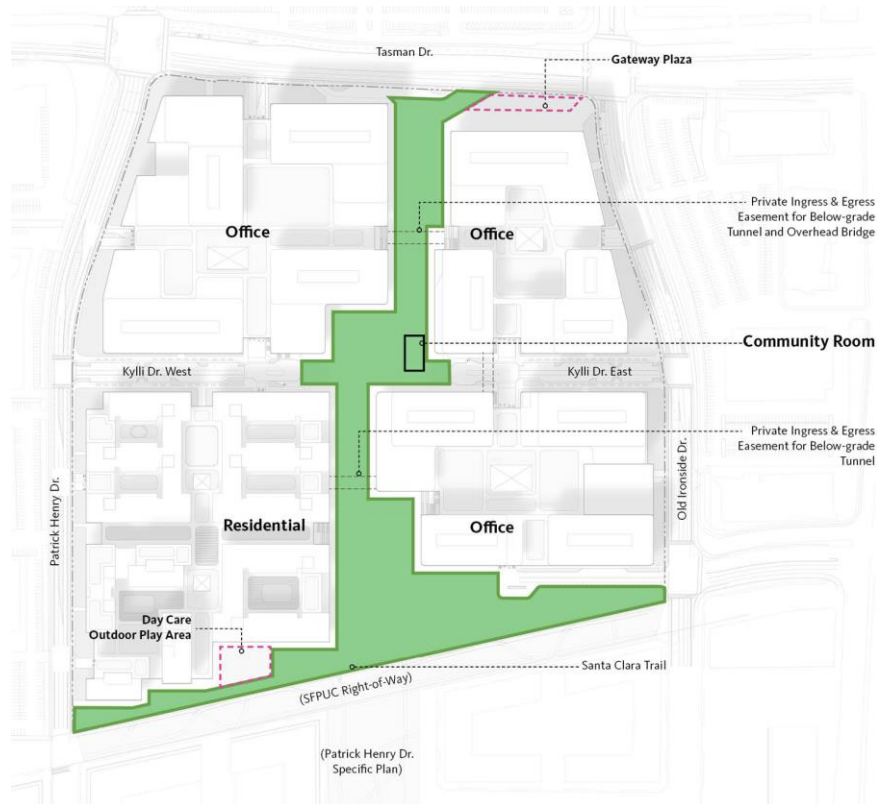 Tasman Dr.
Gateway Plaza
Private Ingress & Egress
Easement for Below-grade
Tunnel and Overhead Bridge
Office
Office
Community Room
Kylli Dr. West
Kylli Dr. East
Private Ingress & Egress
Easement for Below-grade
Tunnel
Old Ironside Dr.
Patrick Henry Dr.
Residential
Office
Day Care
Outdoor Play Area
Santa Clara Trail
(SFPUC Right-of-Way)
(Patrick Henry Dr.
Specific Plan)